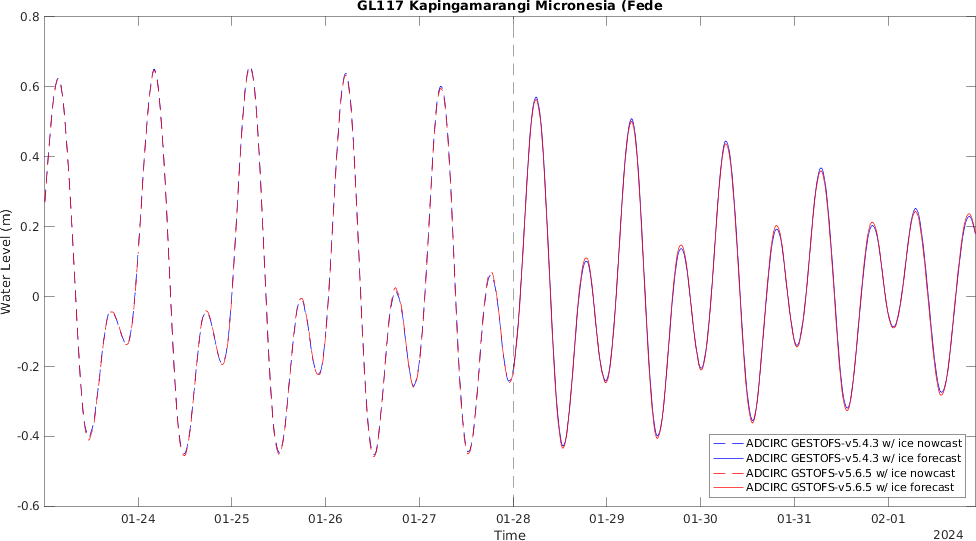 GL117 Kapingamarangi Micronesia (Fede
0.8
0.6
0.4
0.2
0
-0.2
-0.4
-0.6
Water Level (m)
01-24 01-25 01-26 01-27 01-28 01-29 01-30 01-31 02-01
Time
2024
ADCIRC GESTOFS-v5.4.3 w/ ice nowcast
ADCIRC GESTOFS-v5.4.3 w/ ice forecast
ADCIRC GSTOFS-v5.6.5 w/ ice nowcast
ADCIRC GSTOFS-v5.6.5 w/ ice forecast